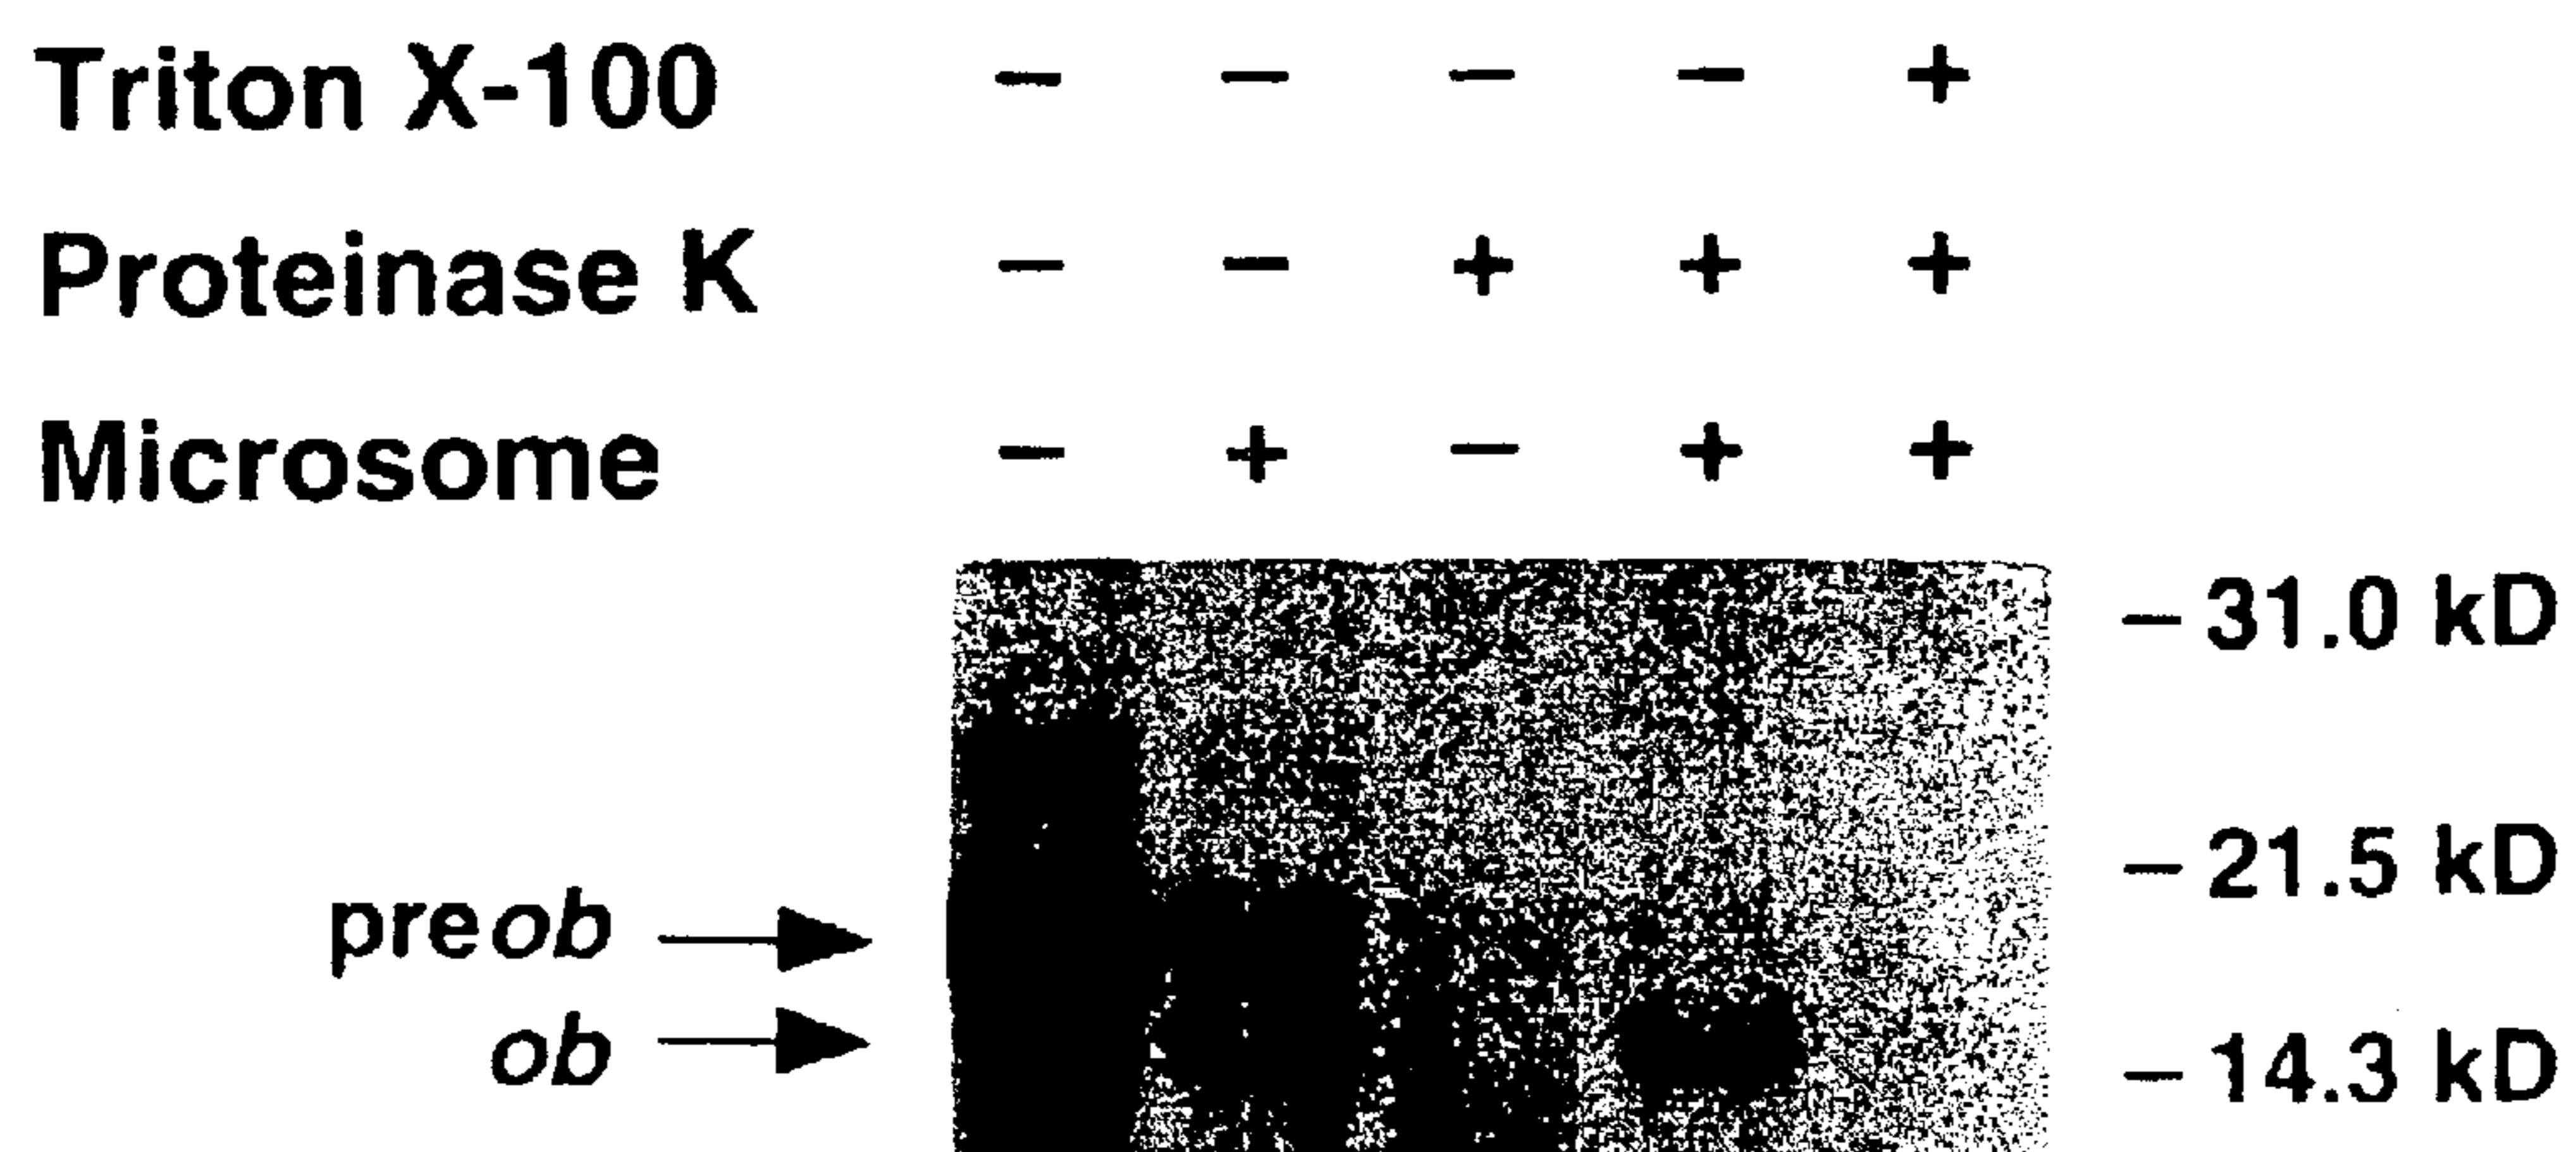 Triton X-100 – – – – +
Proteinase K – – + + +
Microsome – + – + +
– 31.0 kD
– 21.5 kD
preob
ob
– 14.3 kD